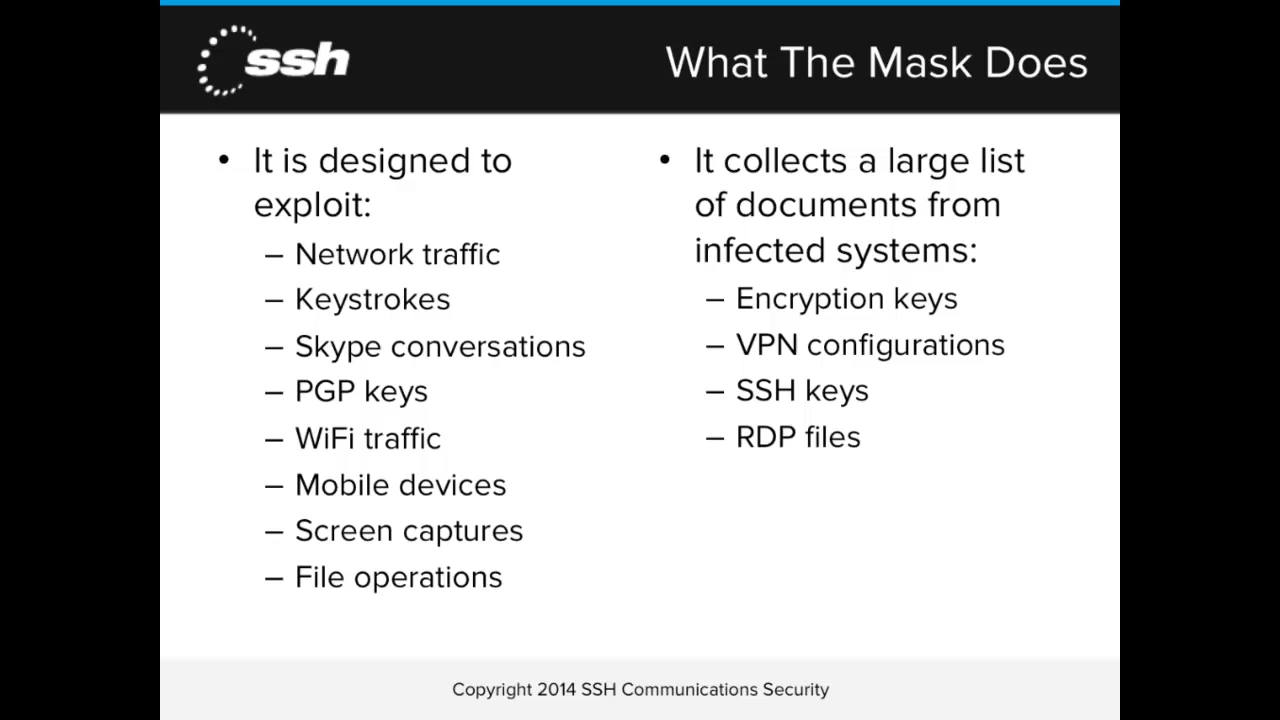 ssh
What The Mask Does
• It is designed to
exploit:
– Network traffic
– Keystrokes
– Skype conversations
– PGP keys
– WiFi traffic
– Mobile devices
– Screen captures
– File operations
• It collects a large list
of documents from
infected systems:
– Encryption keys
– VPN configurations
– SSH keys
– RDP files
Copyright 2014 SSH Communications Security